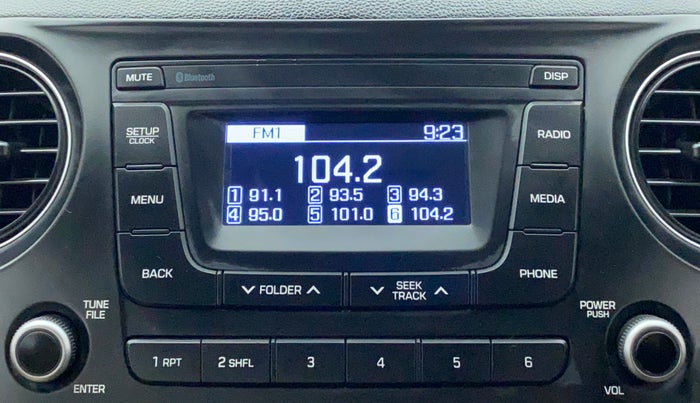 MUTE
Bluetooth
DISP
SETUP
CLOCK
FM1 9:23
RADIO
104.2
MENU
1 91.1 2 93.5 3 94.3
MEDIA
4 95.0 5 101.0 6 104.2
BACK
FOLDER
SEEK
TRACK
PHONE
TUNE
FILE
POWER
PUSH
1 RPT 2 SHFL 3 4 5 6
ENTER
VOL